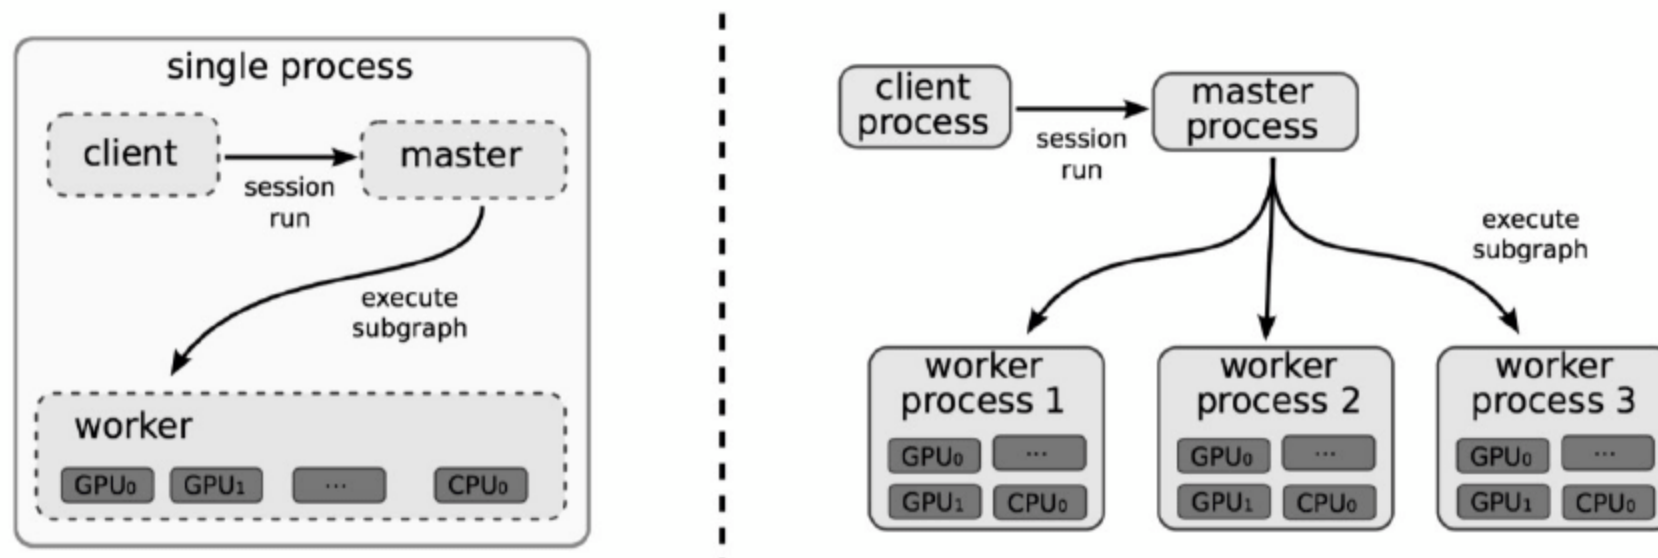 single process
client
master
session
run
execute
subgraph
worker
GPU₀ GPU₁ ... CPU₀
client
process
master
process
session
run
execute
subgraph
worker
process 1
GPU₀ ...
GPU₁ CPU₀
worker
process 2
GPU₀ ...
GPU₁ CPU₀
worker
process 3
GPU₀ ...
GPU₁ CPU₀